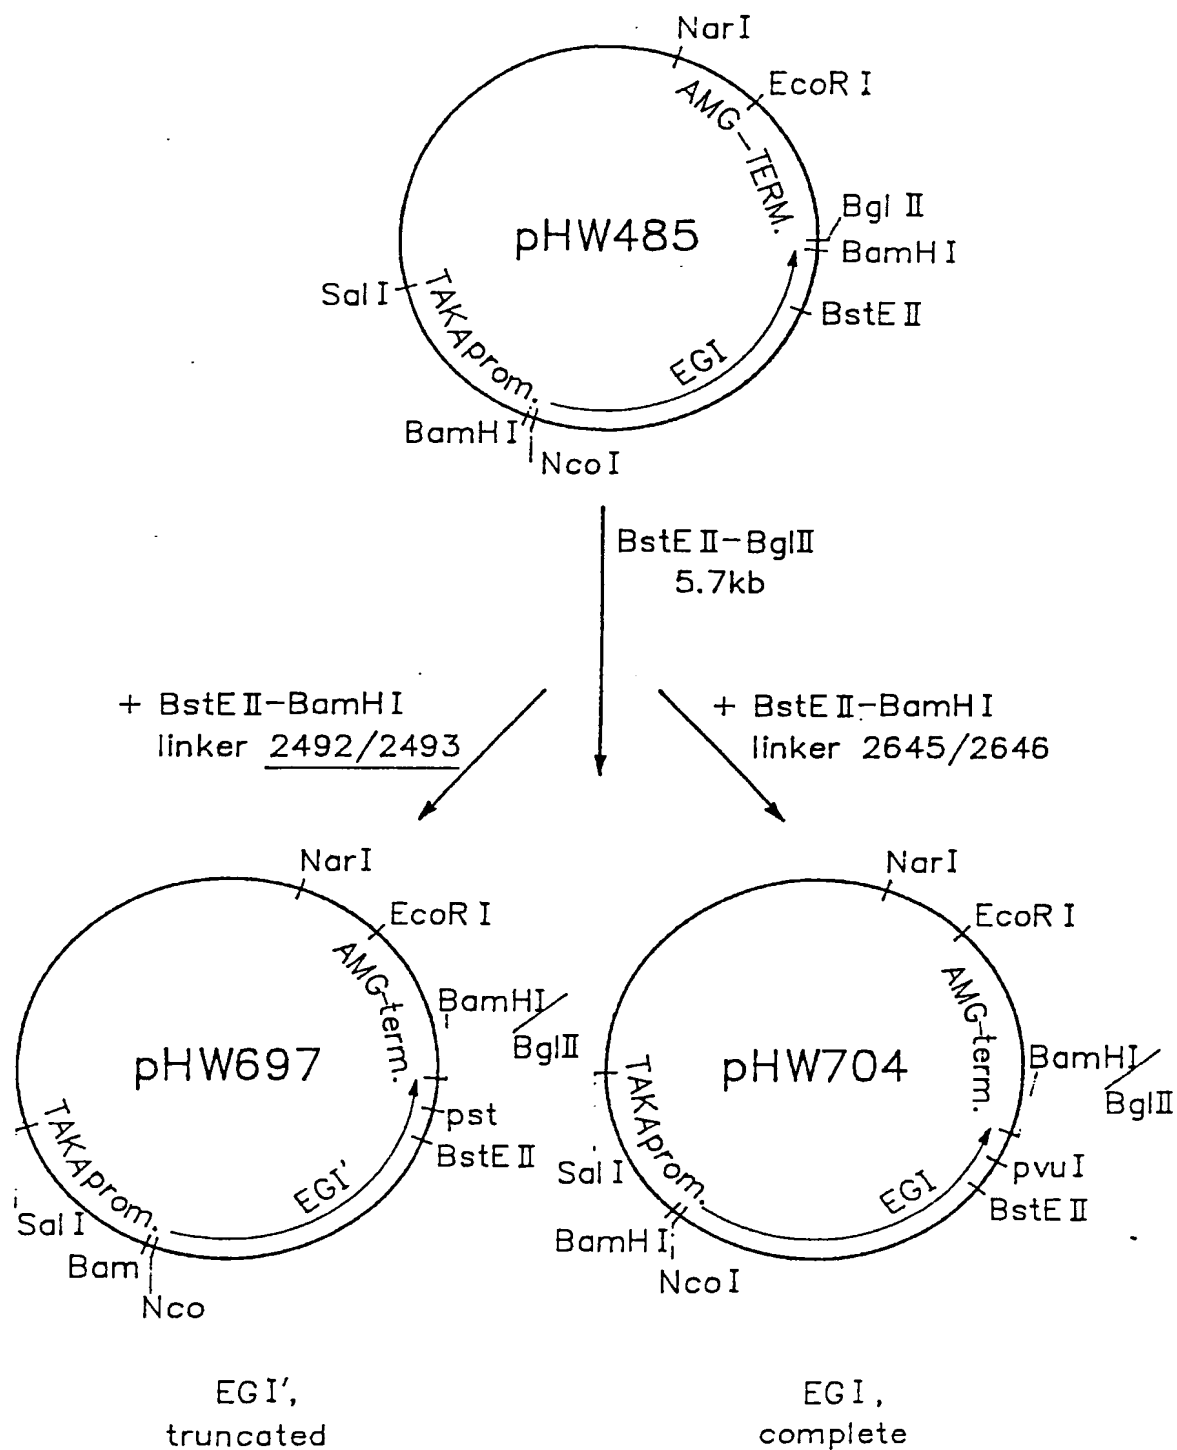 NarI
EcoR I
AMG-TERM.
pHW485
Bgl II
BamH I
BstE II
Sal I
TAKAprom.
EGI
BamH I
Nco I
BstE II-BglII
5.7kb
+ BstE II-BamH I
linker 2492/2493
+ BstE II-BamH I
linker 2645/2646
NarI
EcoR I
AMG-term.
BamHI/
BglII
pHW697
pst
BstE II
TAKAprom.
EGI′
Sal I
Bam
Nco
EG I′,
truncated
NarI
EcoR I
AMG-term.
BamHI/
BglII
pHW704
TAKAprom.
pvuI
EGI
BstE II
Sal I
BamH I
Nco I
EG I,
complete